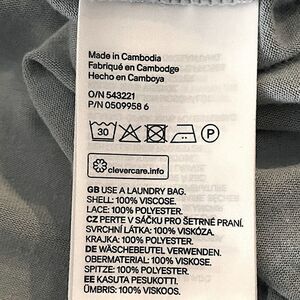 Made in Cambodia
Fabriqué en Cambodge
Hecho en Camboya
O/N 543221
P/N 0509958 6
30
P
clevercare.info
GB USE A LAUNDRY BAG.
SHELL: 100% VISCOSE.
LACE: 100% POLYESTER.
CZ PERTE V SÁČKU PRO ŠETRNÉ PRANÍ.
SVRCHNÍ LÁTKA: 100% VISKÓZA.
KRAJKA: 100% POLYESTER.
DE WÄSCHEBEUTEL VERWENDEN.
OBERMATERIAL: 100% VISKOSE.
SPITZE: 100% POLYESTER.
EE KASUTA PESUKOTTI.
ÜMBRIS: 100% VISKOOS.